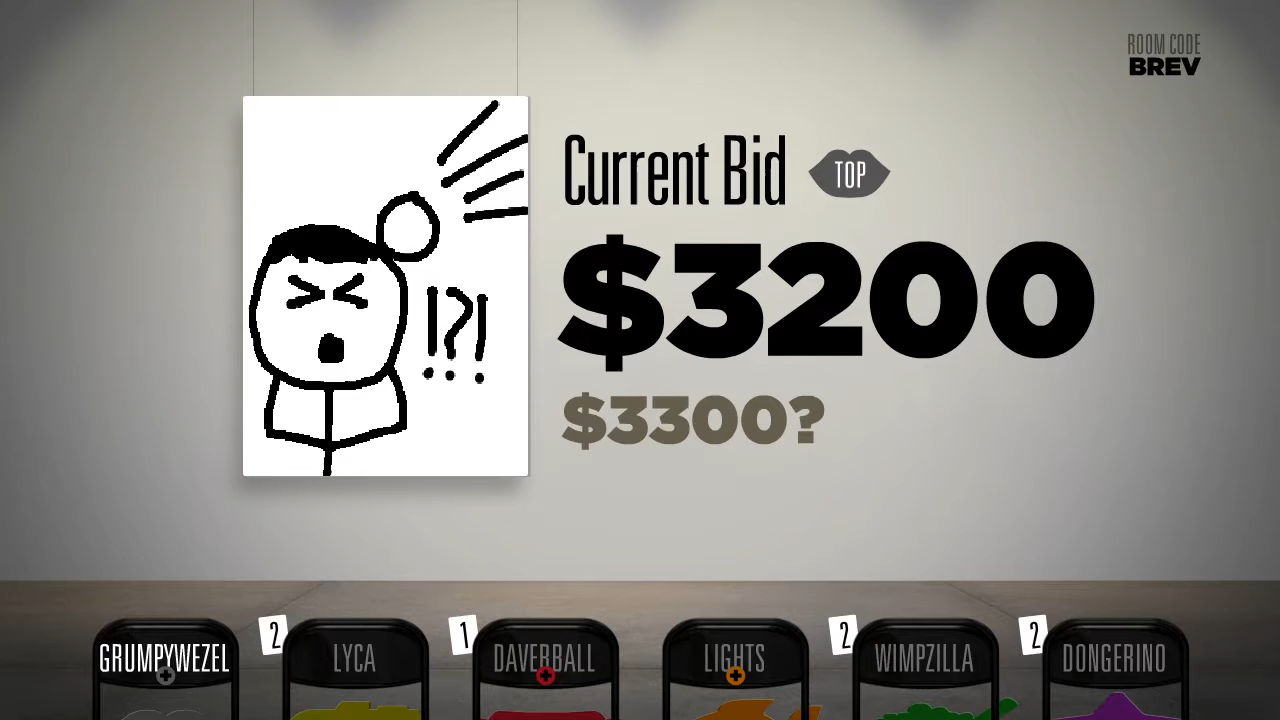 ROOM CODE
BREV
Current Bid TOP
$3200
$3300?
!?!
GRUMPYWEZEL 2 LYCA 1 DAVERBALL LIGHTS 2 WIMPZILLA 2 DONGERINO